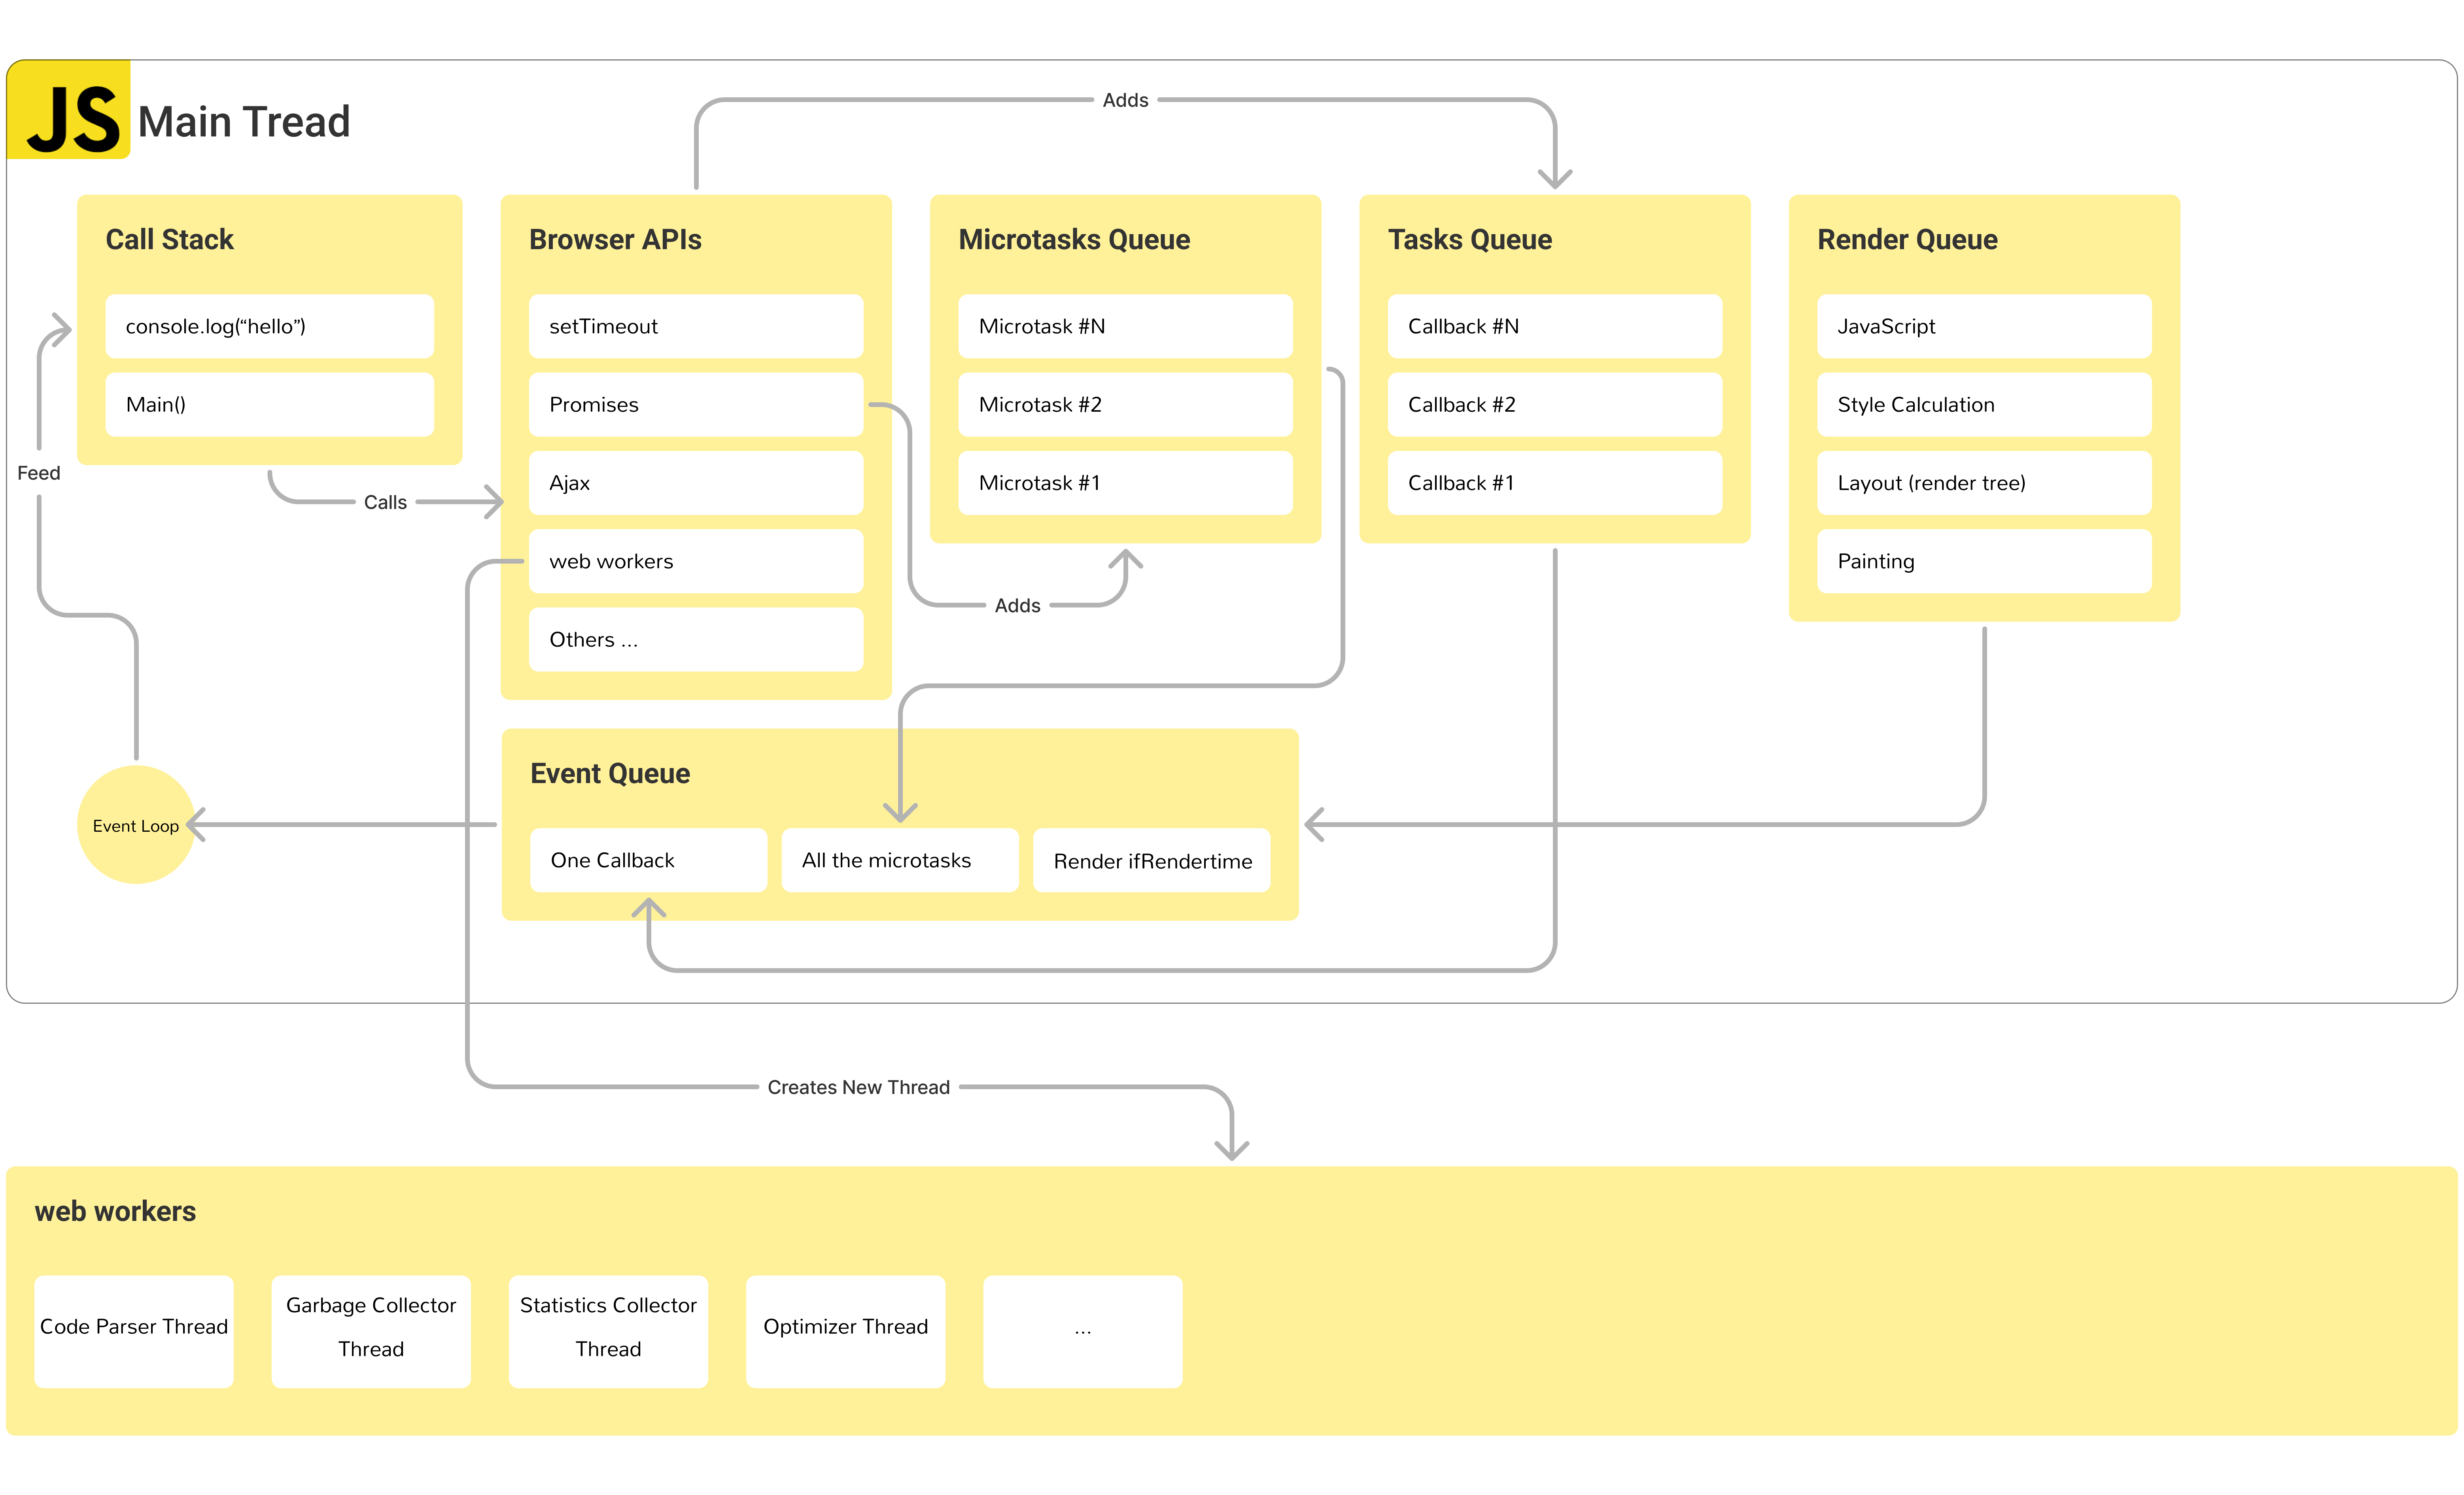 JS
Main Tread
Adds
Call Stack
console.log(“hello”)
Main()
Feed
Calls
Browser APIs
setTimeout
Promises
Ajax
web workers
Others ...
Microtasks Queue
Microtask #N
Microtask #2
Microtask #1
Adds
Tasks Queue
Callback #N
Callback #2
Callback #1
Render Queue
JavaScript
Style Calculation
Layout (render tree)
Painting
Event Loop
Event Queue
One Callback
All the microtasks
Render ifRendertime
Creates New Thread
web workers
Code Parser Thread
Garbage Collector
Thread
Statistics Collector
Thread
Optimizer Thread
...